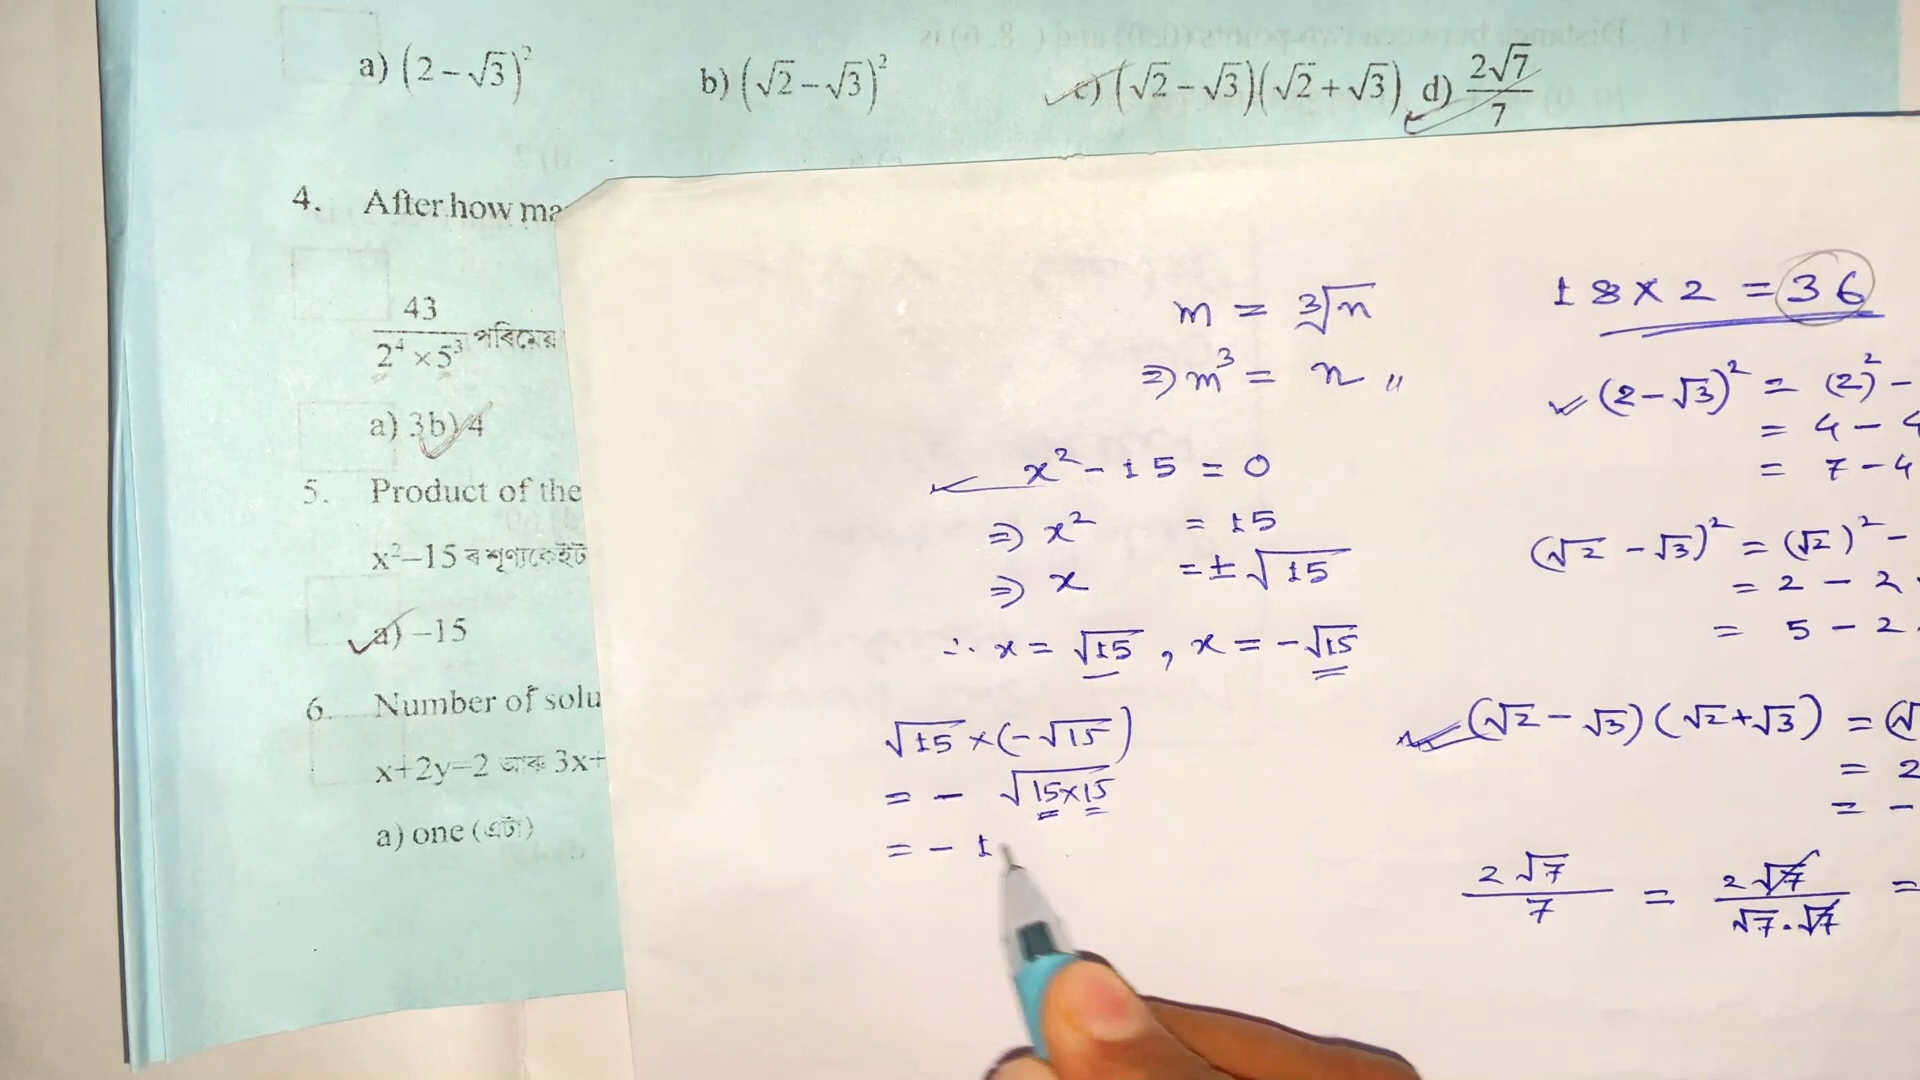 a) (2 − √3)² b) (√2 − √3)² c) (√2 − √3)(√2 + √3) d) 2√7/7
4. After how ma
43/(2⁴ × 5³) পৰিমেয়
a) 3 b) 4
5. Product of the
x²–15 ৰ শূণ্যকেইট
a) –15
6. Number of solu
x+2y=2 আৰু 3x+
a) one (এটা)
m = ∛n
⇒ m³ = n "
x² − 15 = 0
⇒ x² = 15
⇒ x = ± √15
∴ x = √15 , x = −√15
√15 × (−√15)
= − √15×15
= − 1
18 × 2 = 36
(2 − √3)² = (2)² −
= 4 − 4
= 7 − 4
(√2 − √3)² = (√2)² −
= 2 − 2
= 5 − 2
(√2 − √3) (√2 + √3) = (√
= 2
= −
2√7/7 = 2√7/√7.√7 =